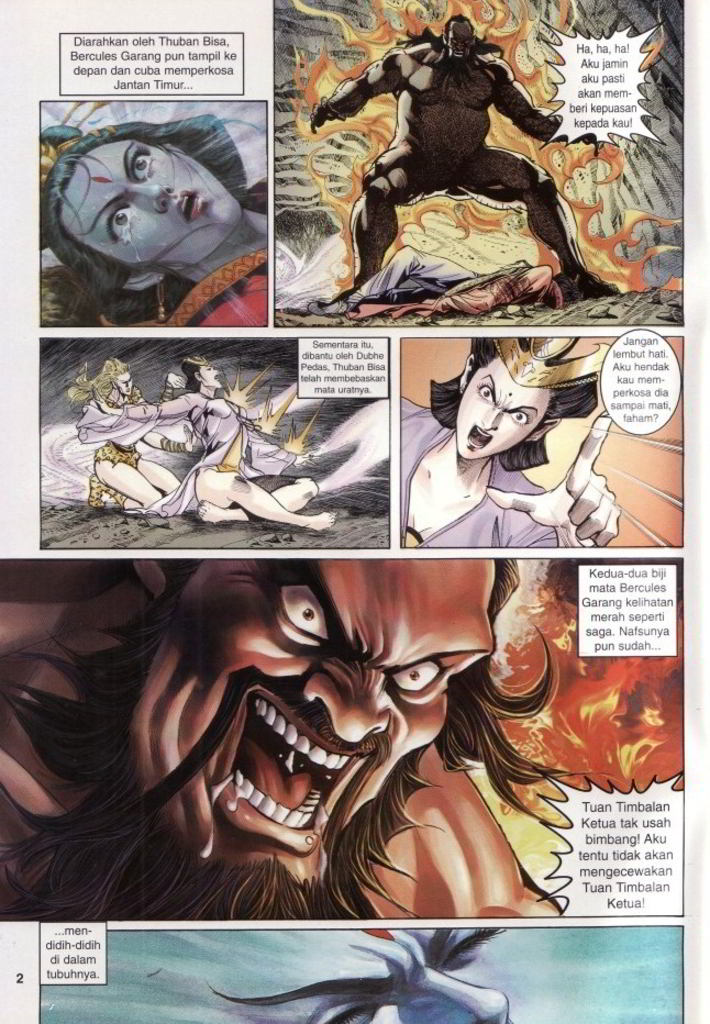 Diarahkan oleh Thuban Bisa,
Bercules Garang pun tampil ke
depan dan cuba memperkosa
Jantan Timur...
Ha, ha, ha!
Aku jamin
aku pasti
akan mem-
beri kepuasan
kepada kau!
Sementara itu,
dibantu oleh Dubhe
Pedas, Thuban Bisa
telah membebaskan
mata uratnya.
Jangan
lembut hati.
Aku hendak
kau mem-
perkosa dia
sampai mati,
faham?
Kedua-dua biji
mata Bercules
Garang kelihatan
merah seperti
saga. Nafsunya
pun sudah...
Tuan Timbalan
Ketua tak usah
bimbang! Aku
tentu tidak akan
mengecewakan
Tuan Timbalan
Ketua!
...men-
didih-didih
di dalam
tubuhnya.
2